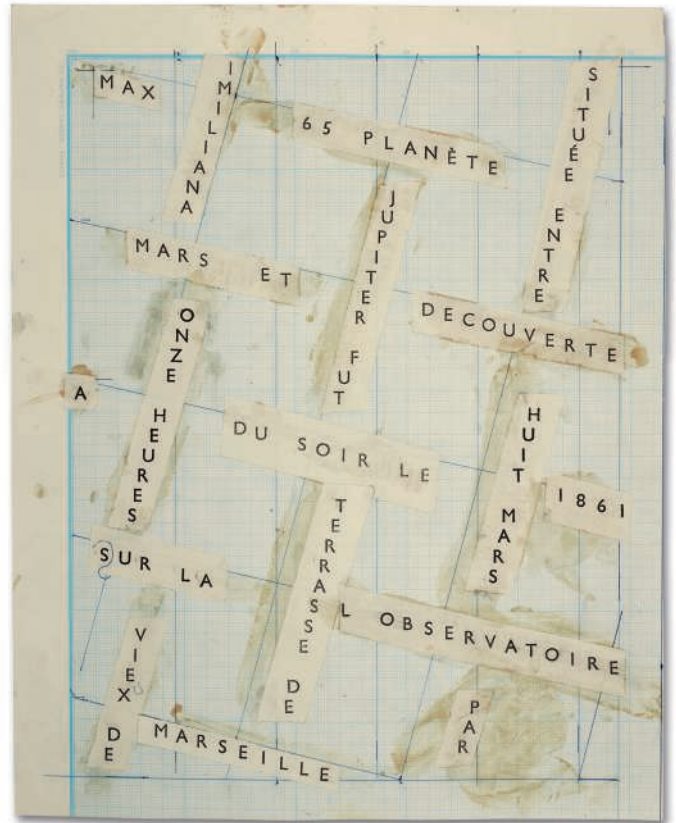 MAX
IMILIANA
65 PLANÈTE
SITUÉE ENTRE
MARS ET
JUPITER FUT
DECOUVERTE
A
ONZE HEURES
DU SOIR LE
HUIT MARS
1861
SUR LA
TERRASSE DE
L OBSERVATOIRE
VIEX DE
MARSEILLE
PAR